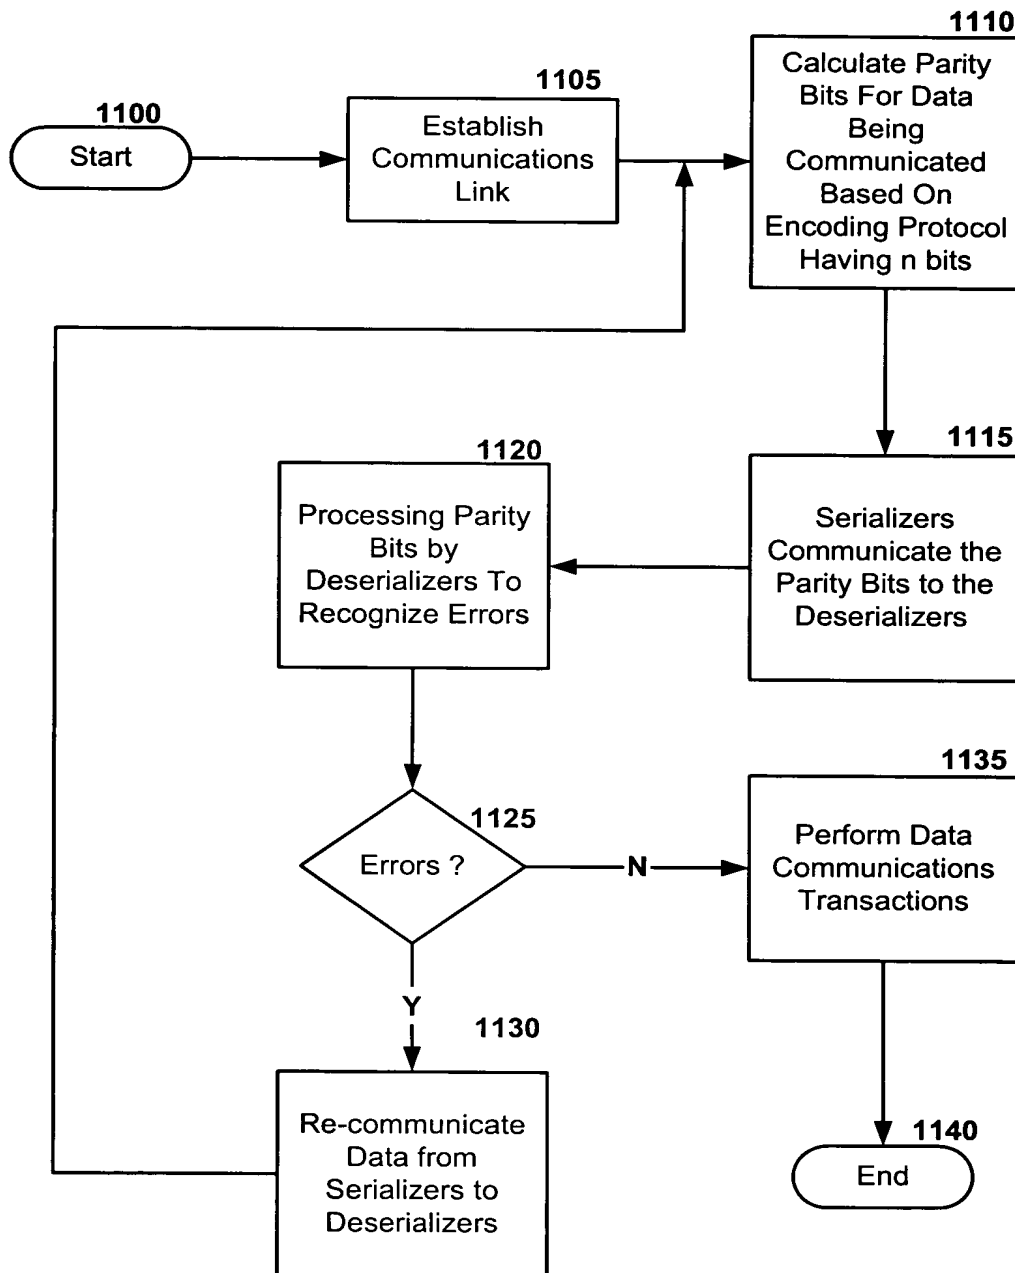 1100
Start
1105
Establish
Communications
Link
1110
Calculate Parity
Bits For Data
Being
Communicated
Based On
Encoding Protocol
Having n bits
1115
Serializers
Communicate the
Parity Bits to the
Deserializers
1120
Processing Parity
Bits by
Deserializers To
Recognize Errors
1125
Errors ?
N
Y
1130
Re-communicate
Data from
Serializers to
Deserializers
1135
Perform Data
Communications
Transactions
1140
End